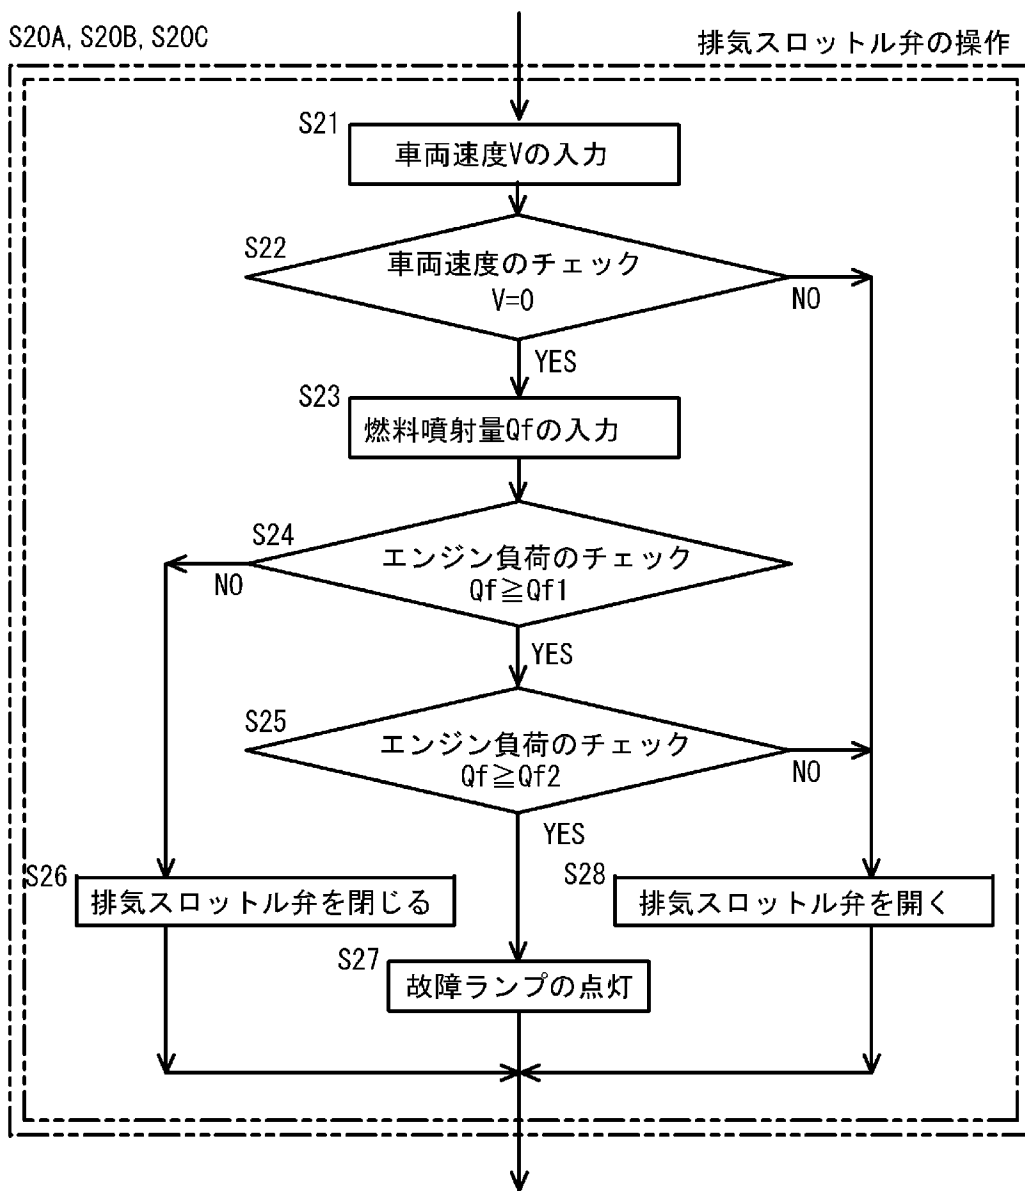 S20A, S20B, S20C
排気スロットル弁の操作
S21
車両速度Vの入力
S22
車両速度のチェック
V=0
NO
YES
S23
燃料噴射量Qfの入力
S24
エンジン負荷のチェック
Qf≧Qf1
NO
YES
S25
エンジン負荷のチェック
Qf≧Qf2
NO
YES
S26
排気スロットル弁を閉じる
S28
排気スロットル弁を開く
S27
故障ランプの点灯